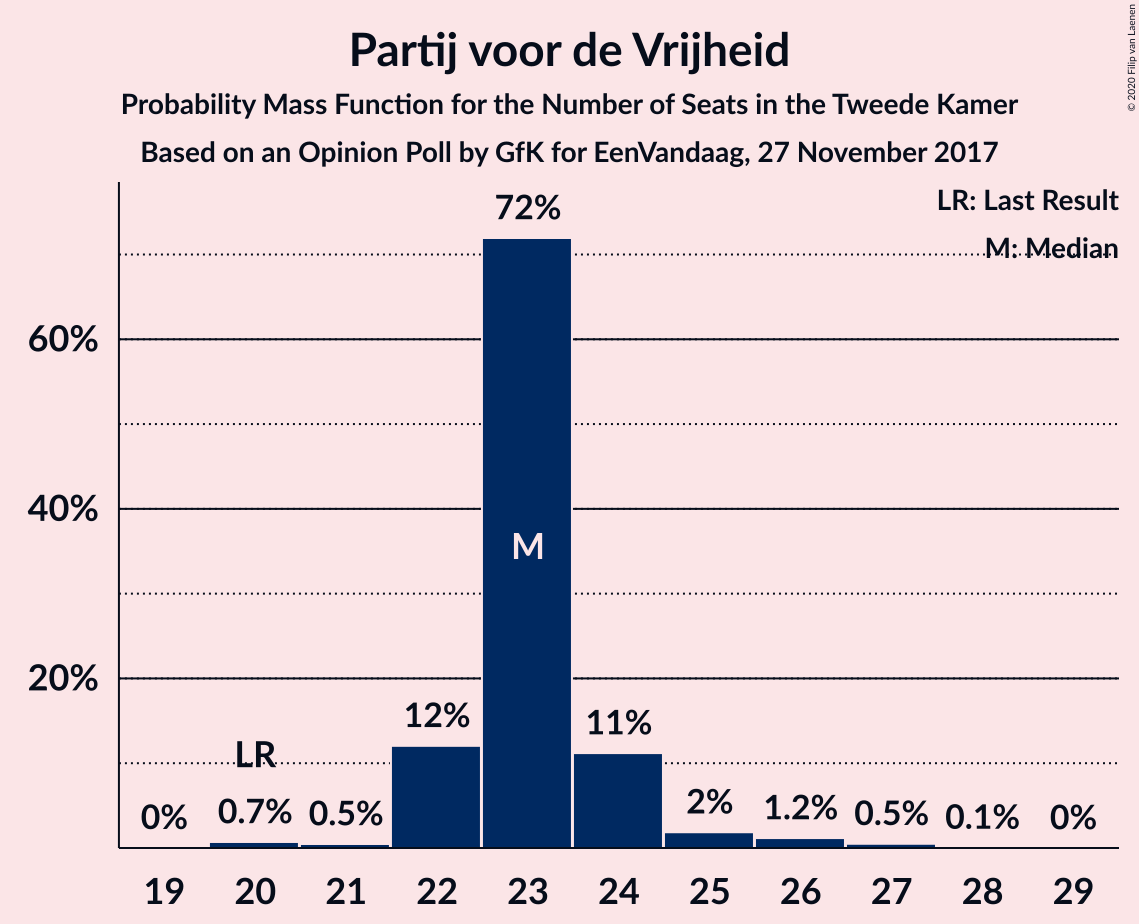 Partij voor de Vrijheid
Probability Mass Function for the Number of Seats in the Tweede Kamer
Based on an Opinion Poll by GfK for EenVandaag, 27 November 2017
© 2020 Filip van Laenen
LR: Last Result
M: Median
60%
40%
20%
0%
LR
0.7%
0.5%
12%
72%
M
11%
2%
1.2%
0.5%
0.1%
0%
19 20 21 22 23 24 25 26 27 28 29